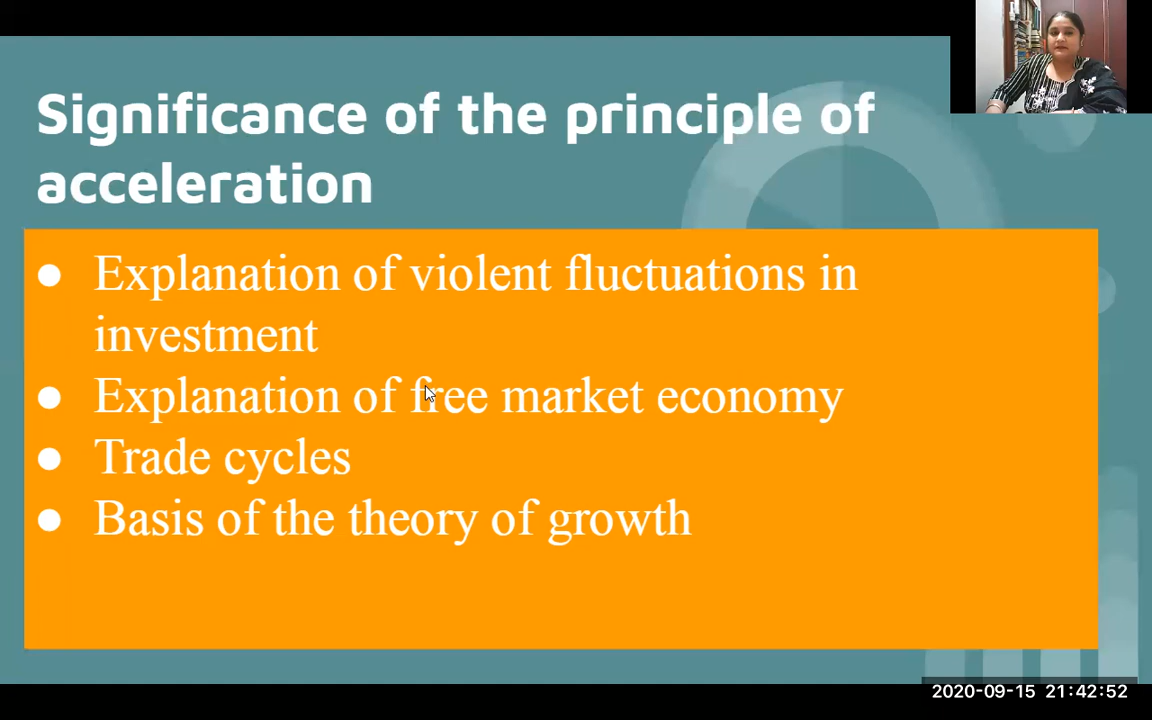 Significance of the principle of
acceleration
● Explanation of violent fluctuations in
investment
● Explanation of free market economy
● Trade cycles
● Basis of the theory of growth
2020-09-15 21:42:52